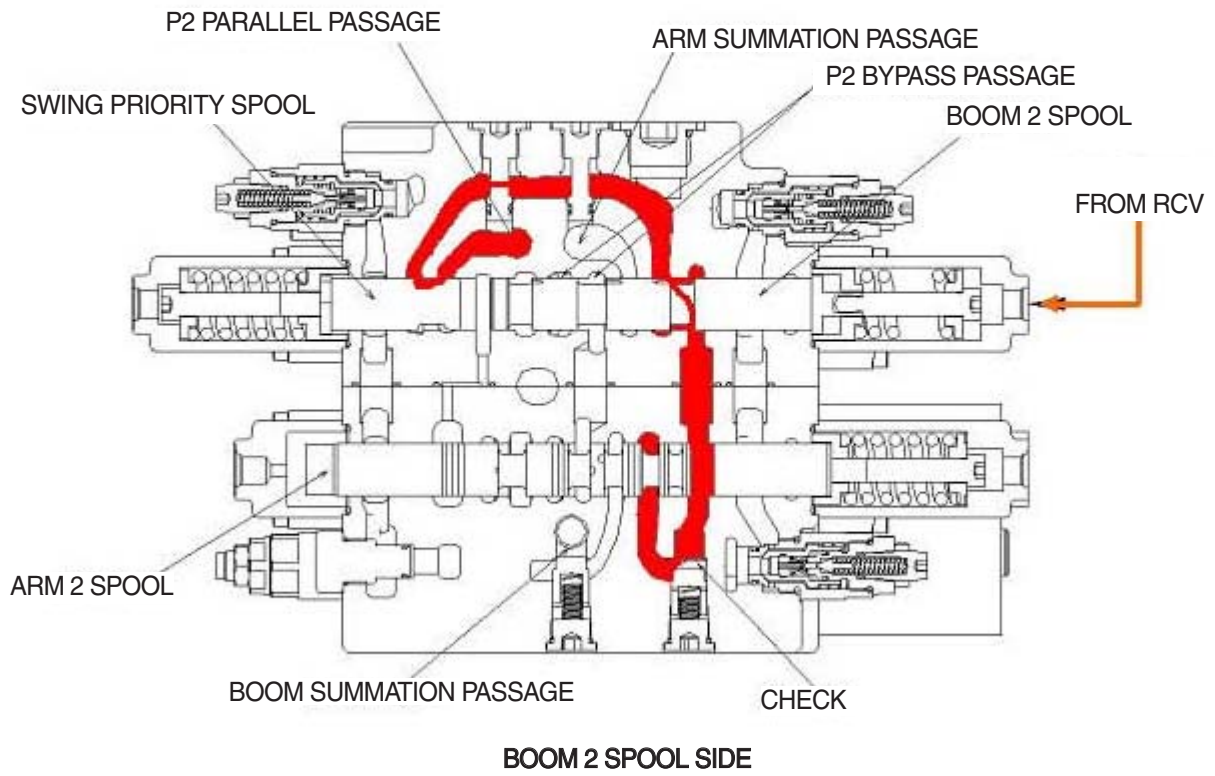 P2 PARALLEL PASSAGE
ARM SUMMATION PASSAGE
P2 BYPASS PASSAGE
SWING PRIORITY SPOOL
BOOM 2 SPOOL
FROM RCV
ARM 2 SPOOL
BOOM SUMMATION PASSAGE
CHECK
BOOM 2 SPOOL SIDE